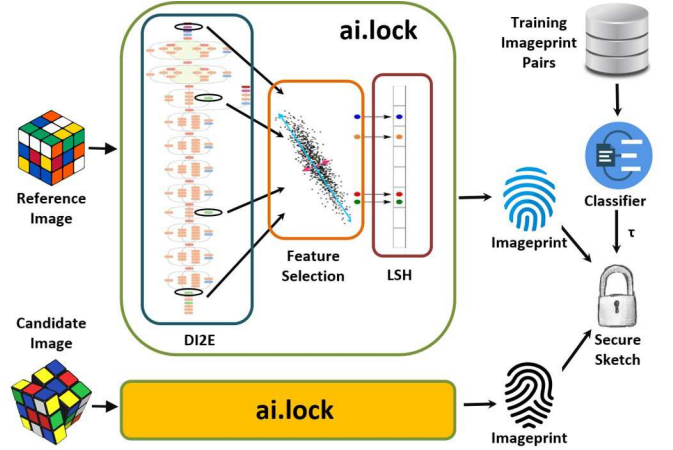 ai.lock
Training
Imageprint
Pairs
Reference
Image
Classifier
τ
Imageprint
Feature
Selection
LSH
DI2E
Secure
Sketch
Candidate
Image
ai.lock
Imageprint